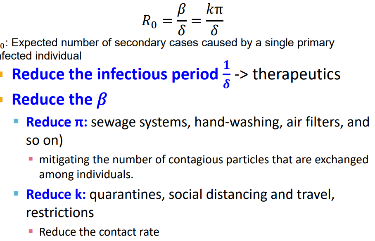 R₀ = β/δ = kπ/δ
₀: Expected number of secondary cases caused by a single primary
nfected individual
Reduce the infectious period 1/δ -> therapeutics
Reduce the β
Reduce π: sewage systems, hand-washing, air filters, and
so on)
mitigating the number of contagious particles that are exchanged
among individuals.
Reduce k: quarantines, social distancing and travel,
restrictions
Reduce the contact rate